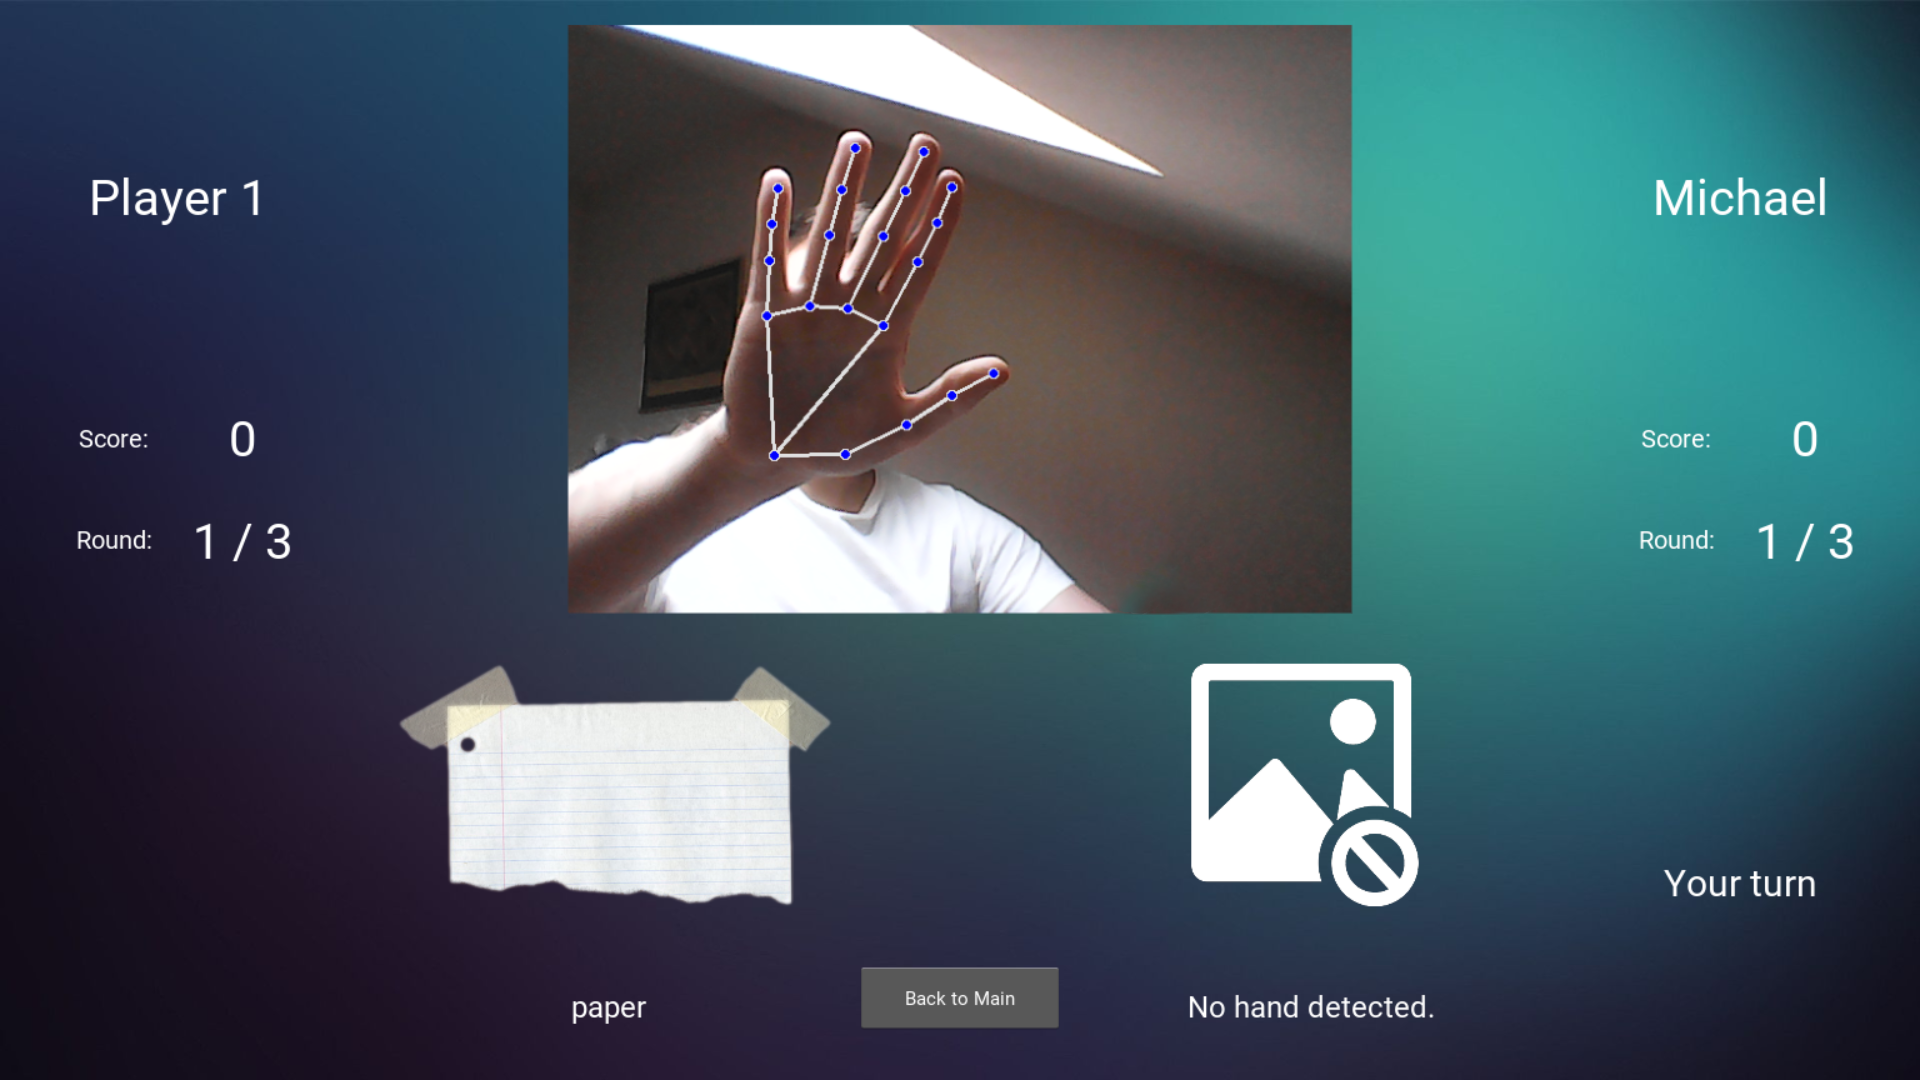 Player 1
Michael
Score: 0
Score: 0
Round: 1 / 3
Round: 1 / 3
Your turn
paper
Back to Main
No hand detected.